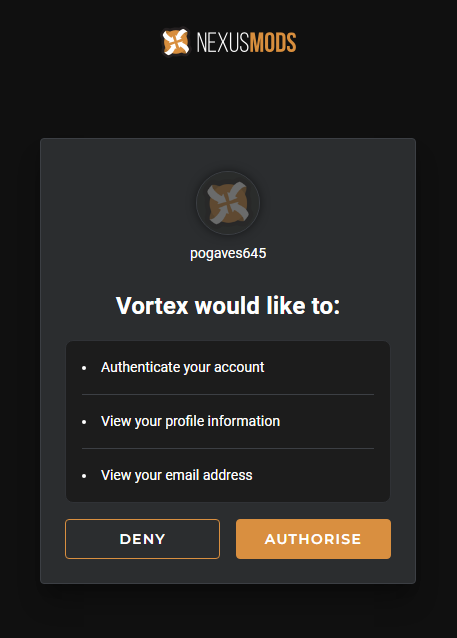 NEXUSMODS
pogaves645
Vortex would like to:
• Authenticate your account
• View your profile information
• View your email address
DENY
AUTHORISE